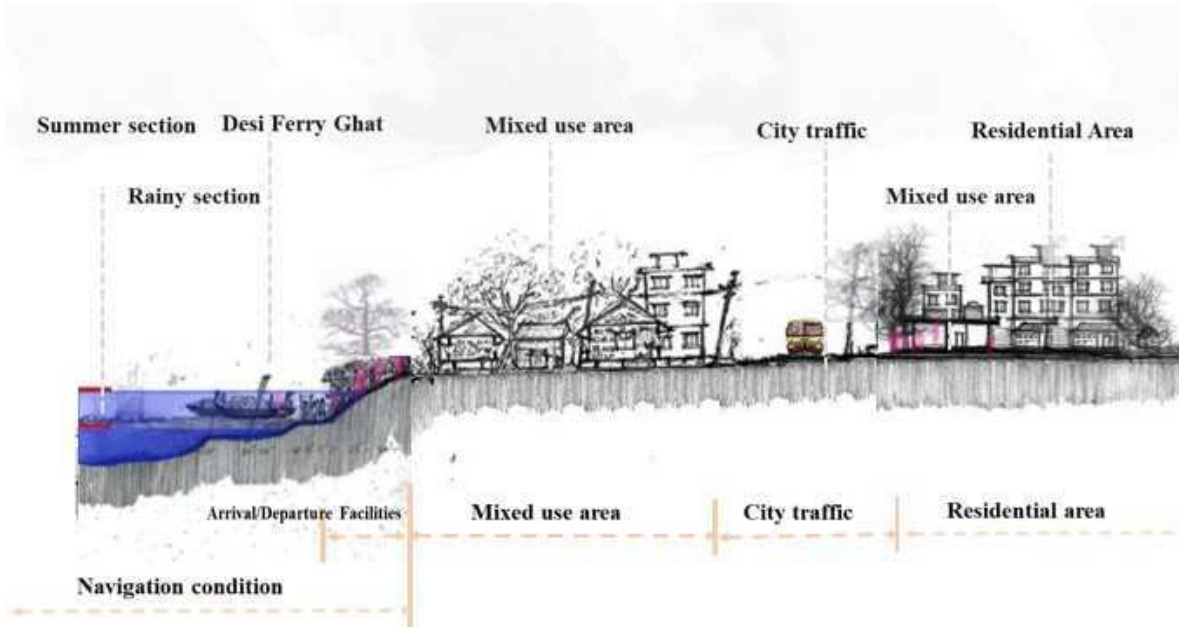 Summer section
Desi Ferry Ghat
Mixed use area
City traffic
Residential Area
Rainy section
Mixed use area
Arrival/Departure Facilities
Mixed use area
City traffic
Residential area
Navigation condition